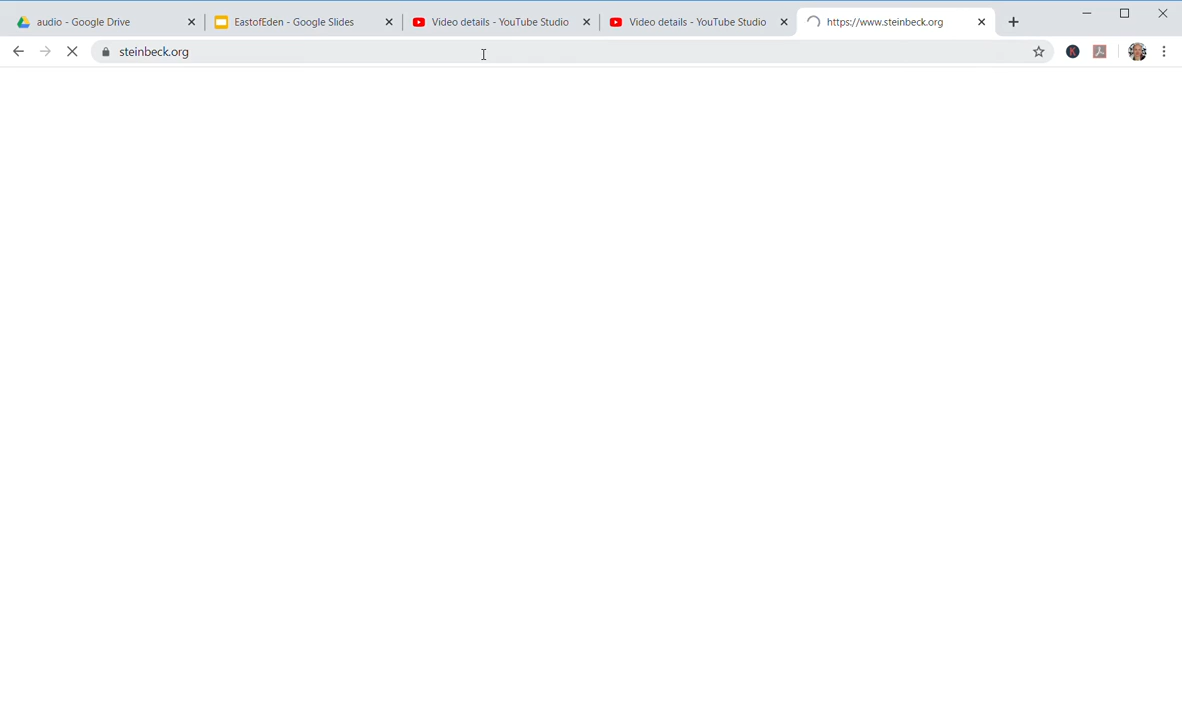 audio - Google Drive
EastofEden - Google Slides
Video details - YouTube Studio
Video details - YouTube Studio
https://www.steinbeck.org
steinbeck.org
K